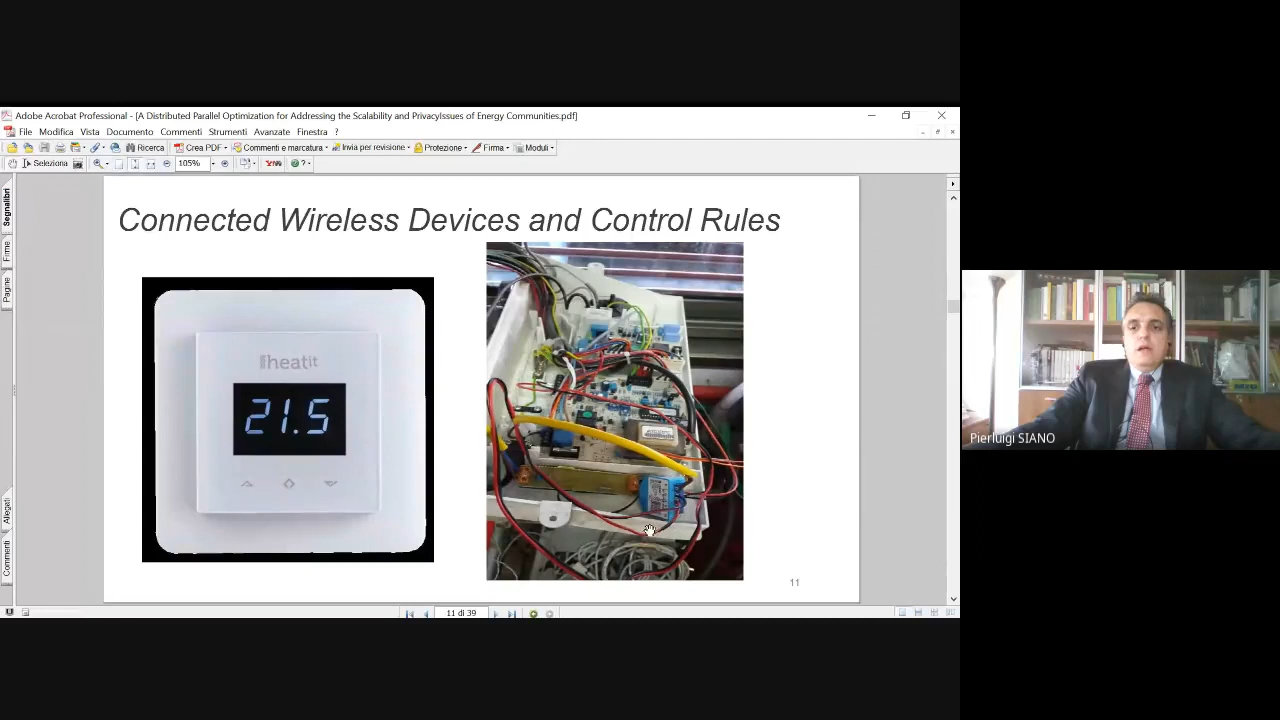 Adobe Acrobat Professional - [A Distributed Parallel Optimization for Addressing the Scalability and PrivacyIssues of Energy Communities.pdf]
File Modifica Vista Documento Commenti Strumenti Avanzate Finestra ?
Ricerca Crea PDF Commenti e marcatura Invia per revisione Protezione Firma Moduli
Seleziona 105% ?
Segnalibri
Firme
Pagine
Allegati
Commenti
Connected Wireless Devices and Control Rules
heatit
21.5
11
11 di 39
Pierluigi SIANO